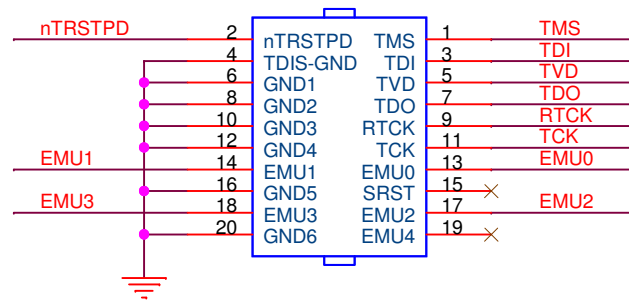 nTRSTPD 2 nTRSTPD TMS 1 TMS
4 TDIS-GND TDI 3 TDI
6 GND1 TVD 5 TVD
8 GND2 TDO 7 TDO
10 GND3 RTCK 9 RTCK
12 GND4 TCK 11 TCK
EMU1 14 EMU1 EMU0 13 EMU0
16 GND5 SRST 15
EMU3 18 EMU3 EMU2 17 EMU2
20 GND6 EMU4 19